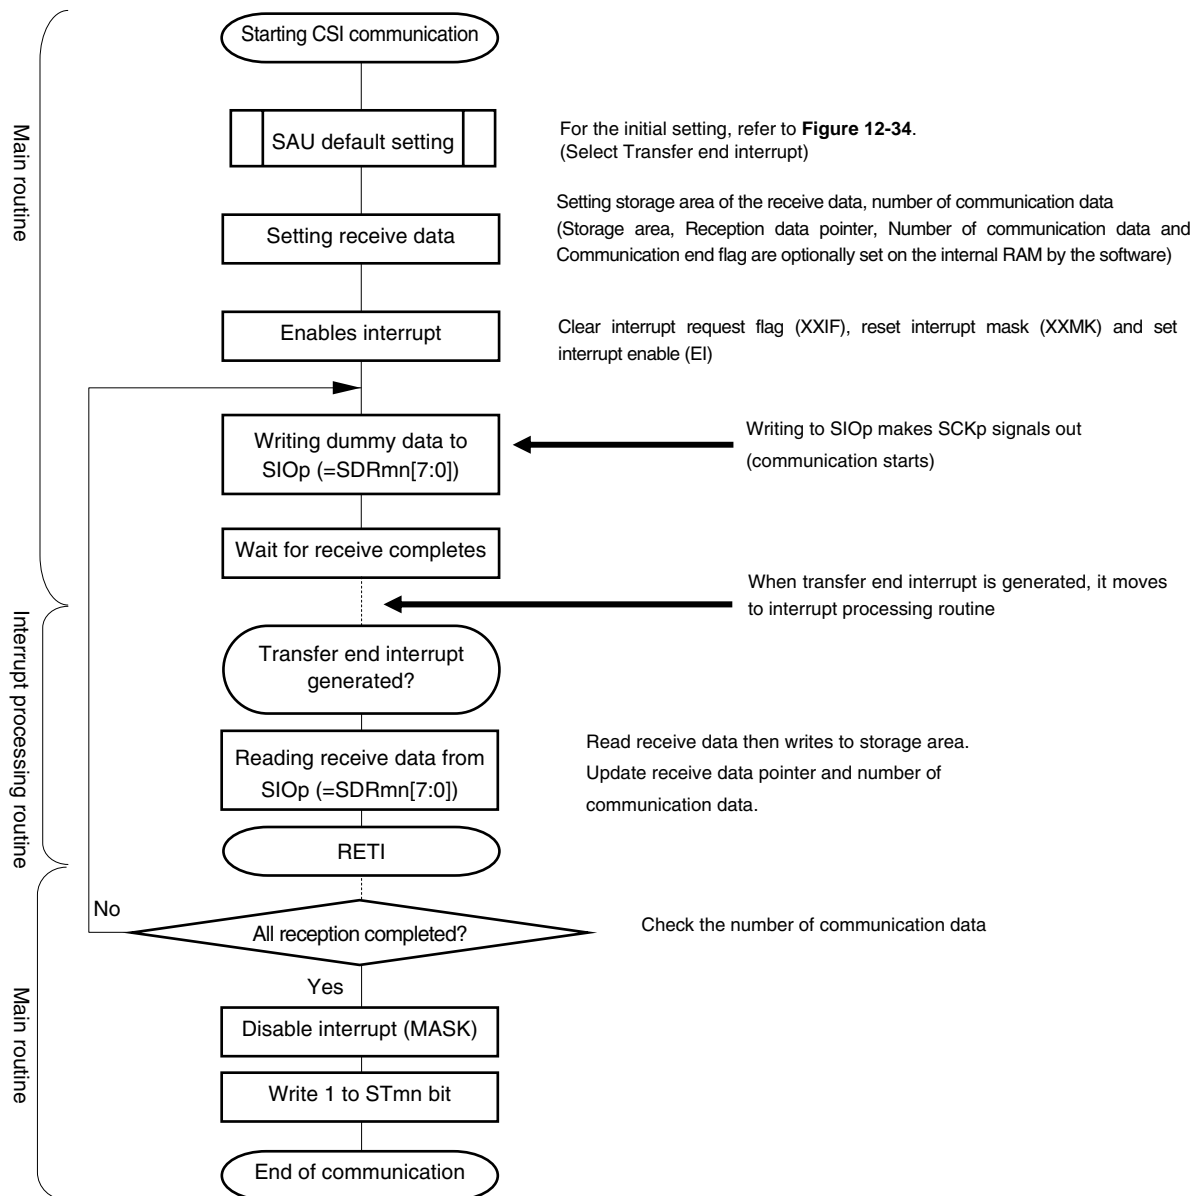 Starting CSI communication
Main routine
SAU default setting
For the initial setting, refer to Figure 12-34.
(Select Transfer end interrupt)
Setting receive data
Setting storage area of the receive data, number of communication data
(Storage area, Reception data pointer, Number of communication data and
Communication end flag are optionally set on the internal RAM by the software)
Enables interrupt
Clear interrupt request flag (XXIF), reset interrupt mask (XXMK) and set
interrupt enable (EI)
Writing dummy data to
SIOp (=SDRmn[7:0])
Writing to SIOp makes SCKp signals out
(communication starts)
Wait for receive completes
When transfer end interrupt is generated, it moves
to interrupt processing routine
Interrupt processing routine
Transfer end interrupt
generated?
Reading receive data from
SIOp (=SDRmn[7:0])
Read receive data then writes to storage area.
Update receive data pointer and number of
communication data.
RETI
No
All reception completed?
Check the number of communication data
Yes
Main routine
Disable interrupt (MASK)
Write 1 to STmn bit
End of communication